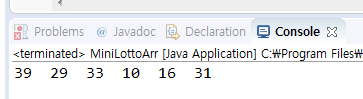 Problems @ Javadoc Declaration Console
<terminated> MiniLottoArr [Java Application] C:₩Program Files₩
39 29 33 10 16 31